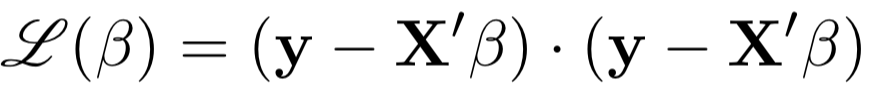 ℒ(β) = (𝐲 − 𝐗′β) · (𝐲 − 𝐗′β)